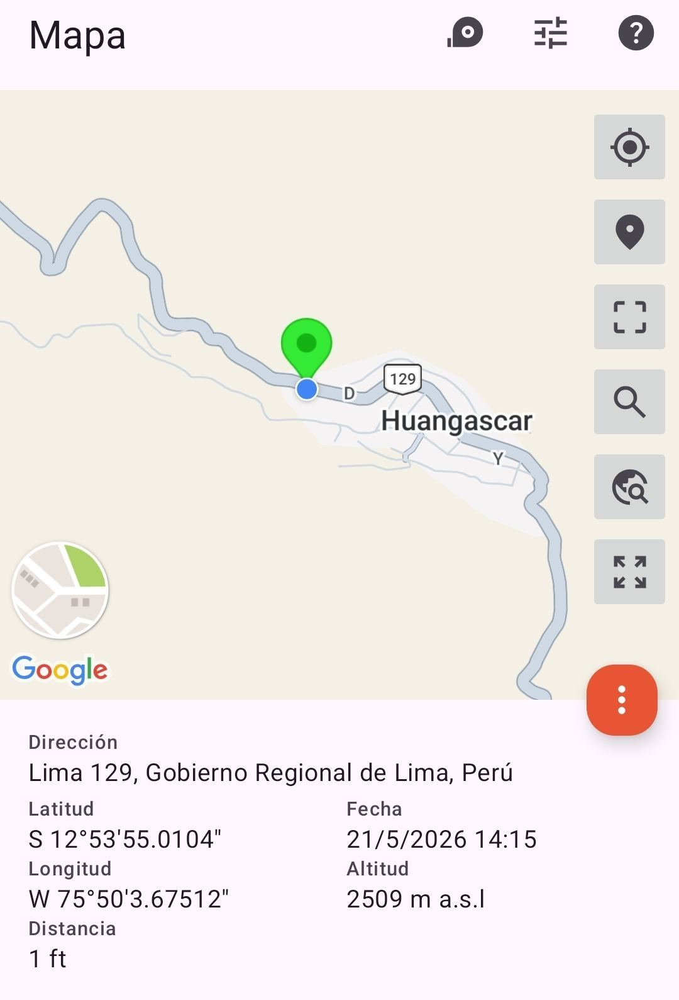 Mapa
D
129
Huangascar
Y
Google
Dirección
Lima 129, Gobierno Regional de Lima, Perú
Latitud
S 12°53'55.0104"
Fecha
21/5/2026 14:15
Longitud
W 75°50'3.67512"
Altitud
2509 m a.s.l
Distancia
1 ft